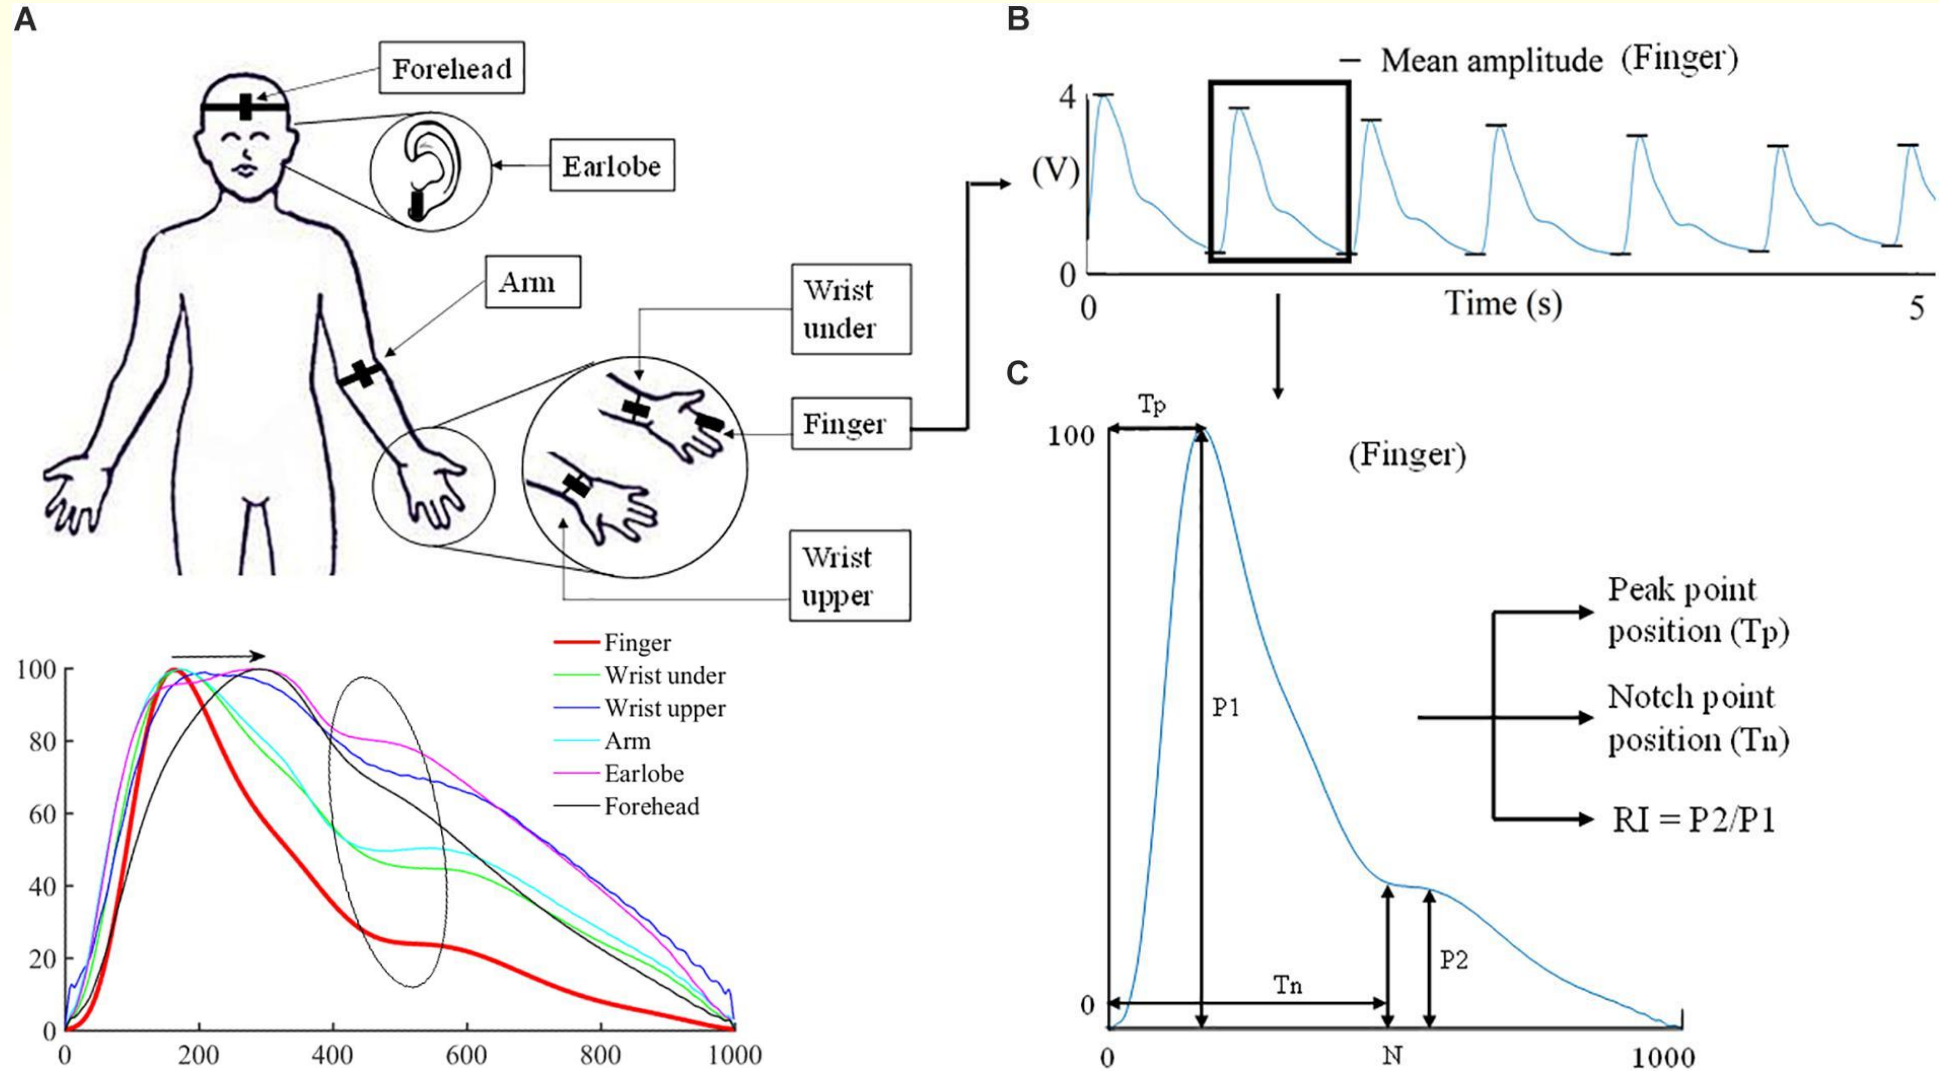 A
Forehead
Earlobe
Arm
Wrist
under
Finger
Wrist
upper
B
Mean amplitude (Finger)
4
(V)
0
0
Time (s)
5
C
Tp
100
(Finger)
P1
P2
Tn
0
0
N
1000
Peak point
position (Tp)
Notch point
position (Tn)
RI = P2/P1
Finger
Wrist under
Wrist upper
Arm
Earlobe
Forehead
100
80
60
40
20
0
0 200 400 600 800 1000